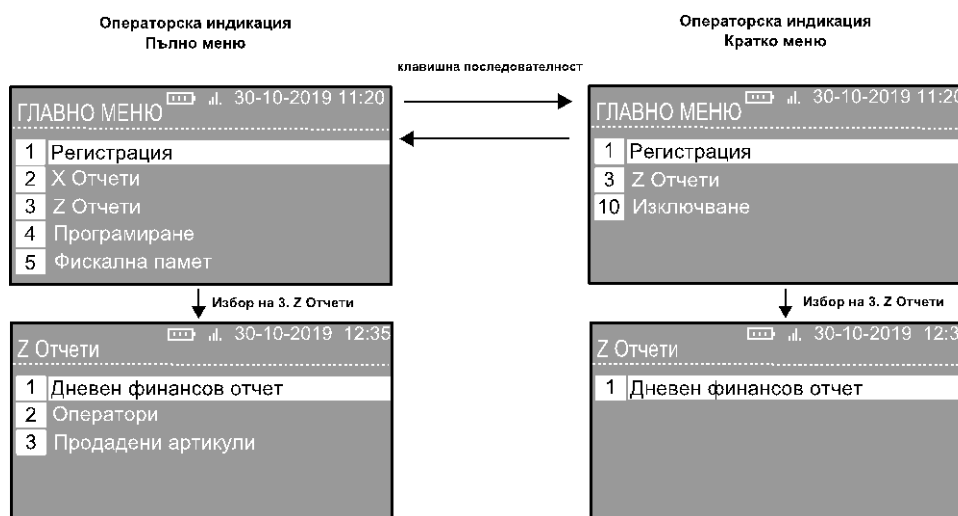 Операторска индикация
Пълно меню
Операторска индикация
Кратко меню
клавишна последователност
30-10-2019 11:20
ГЛАВНО МЕНЮ
1 Регистрация
2 X Отчети
3 Z Отчети
4 Програмиране
5 Фискална памет
30-10-2019 11:20
ГЛАВНО МЕНЮ
1 Регистрация
3 Z Отчети
10 Изключване
Избор на 3. Z Отчети
Избор на 3. Z Отчети
30-10-2019 12:35
Z Отчети
1 Дневен финансов отчет
2 Оператори
3 Продадени артикули
30-10-2019 12:3
Z Отчети
1 Дневен финансов отчет